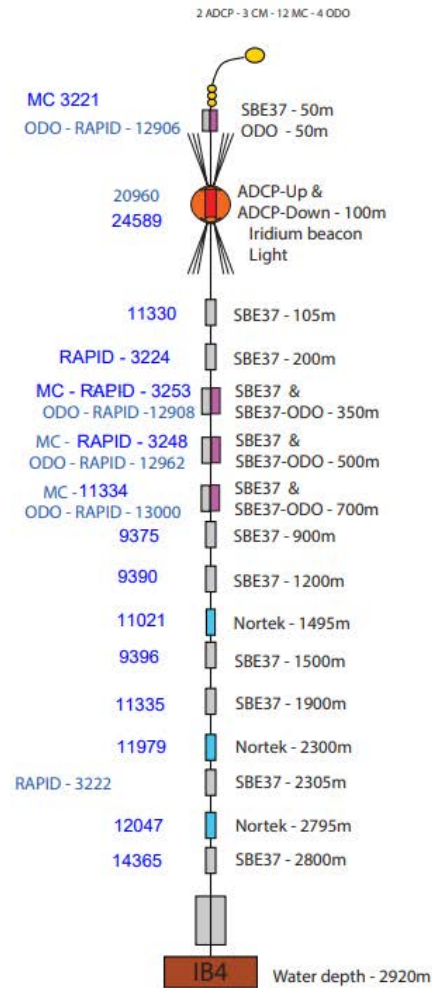 2 ADCP - 3 CM - 12 MC - 4 ODO
MC 3221
SBE37 - 50m
ODO - RAPID - 12906
ODO - 50m
20960
ADCP-Up &
24589
ADCP-Down - 100m
Iridium beacon
Light
11330
SBE37 - 105m
RAPID - 3224
SBE37 - 200m
MC - RAPID - 3253
SBE37 &
ODO - RAPID - 12908
SBE37-ODO - 350m
MC - RAPID - 3248
SBE37 &
ODO - RAPID - 12962
SBE37-ODO - 500m
MC - 11334
SBE37 &
ODO - RAPID - 13000
SBE37-ODO - 700m
9375
SBE37 - 900m
9390
SBE37 - 1200m
11021
Nortek - 1495m
9396
SBE37 - 1500m
11335
SBE37 - 1900m
11979
Nortek - 2300m
RAPID - 3222
SBE37 - 2305m
12047
Nortek - 2795m
14365
SBE37 - 2800m
IB4
Water depth - 2920m